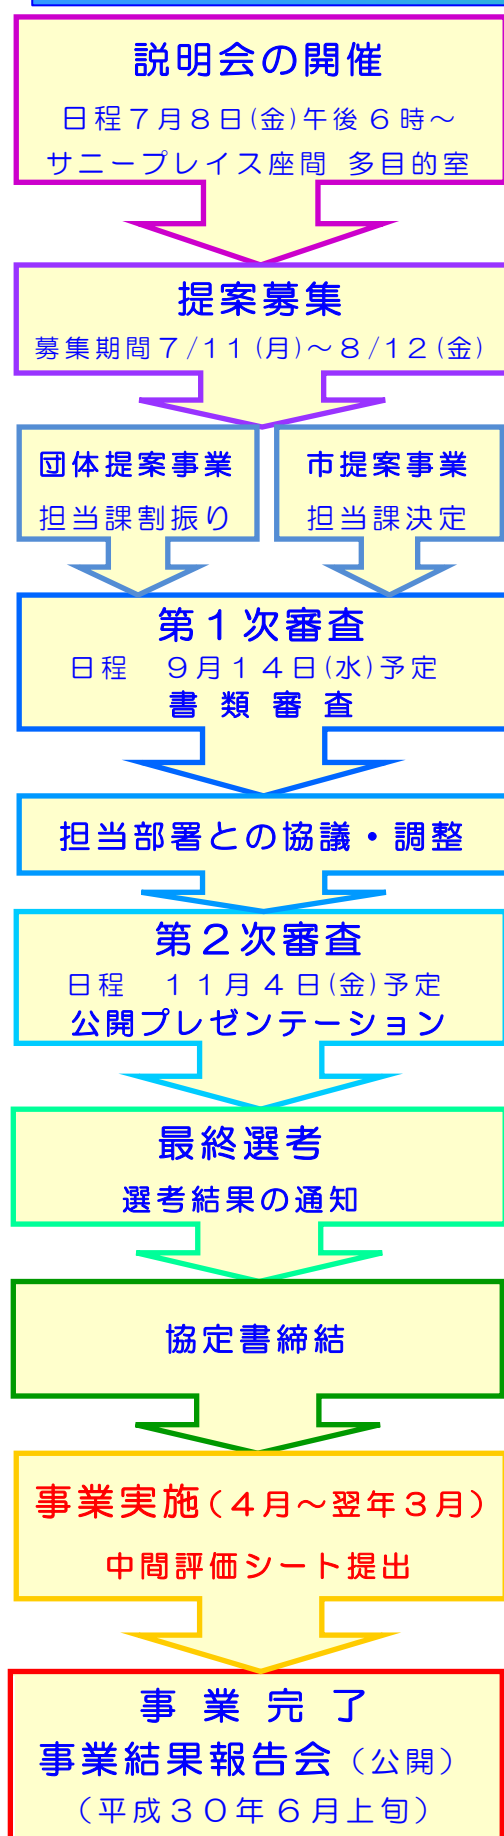 説明会の開催
日程７月８日(金)午後６時～
サニープレイス座間 多目的室
提案募集
募集期間７/１１(月)～８/１２(金)
団体提案事業
担当課割振り
市提案事業
担当課決定
第１次審査
日程　９月１４日(水)予定
書 類 審 査
担当部署との協議・調整
第２次審査
日程　１１月４日(金)予定
公開プレゼンテーション
最終選考
選考結果の通知
協定書締結
事業実施(４月～翌年３月)
中間評価シート提出
事 業 完 了
事業結果報告会（公開）
（平成３０年６月上旬）